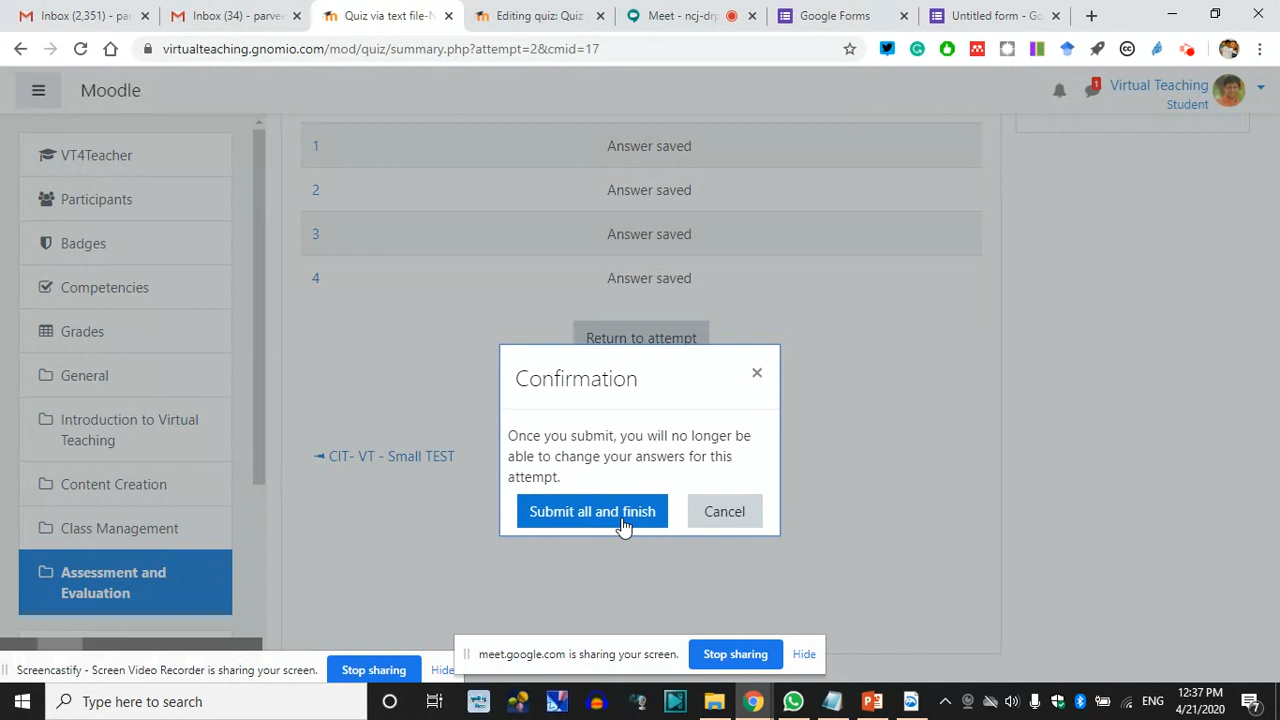 Inbox (2,351) - par
Inbox (34) - parves
Quiz via text file-N
Editing quiz: Quiz
Meet - ncj-drp
Google Forms
Untitled form - Go
virtualteaching.gnomio.com/mod/quiz/summary.php?attempt=2&cmid=17
Moodle
1
Virtual Teaching
Student
VT4Teacher
Participants
Badges
Competencies
Grades
General
Introduction to Virtual
Teaching
Content Creation
Class Management
Assessment and
Evaluation
1 Answer saved
2 Answer saved
3 Answer saved
4 Answer saved
Return to attempt
Confirmation
Once you submit, you will no longer be
able to change your answers for this
attempt.
Submit all and finish Cancel
CIT- VT - Small TEST
meet.google.com is sharing your screen. Stop sharing Hide
Screencastify - Screen Video Recorder is sharing your screen. Stop sharing Hide
Type here to search
ENG
12:37 PM
4/21/2020
7